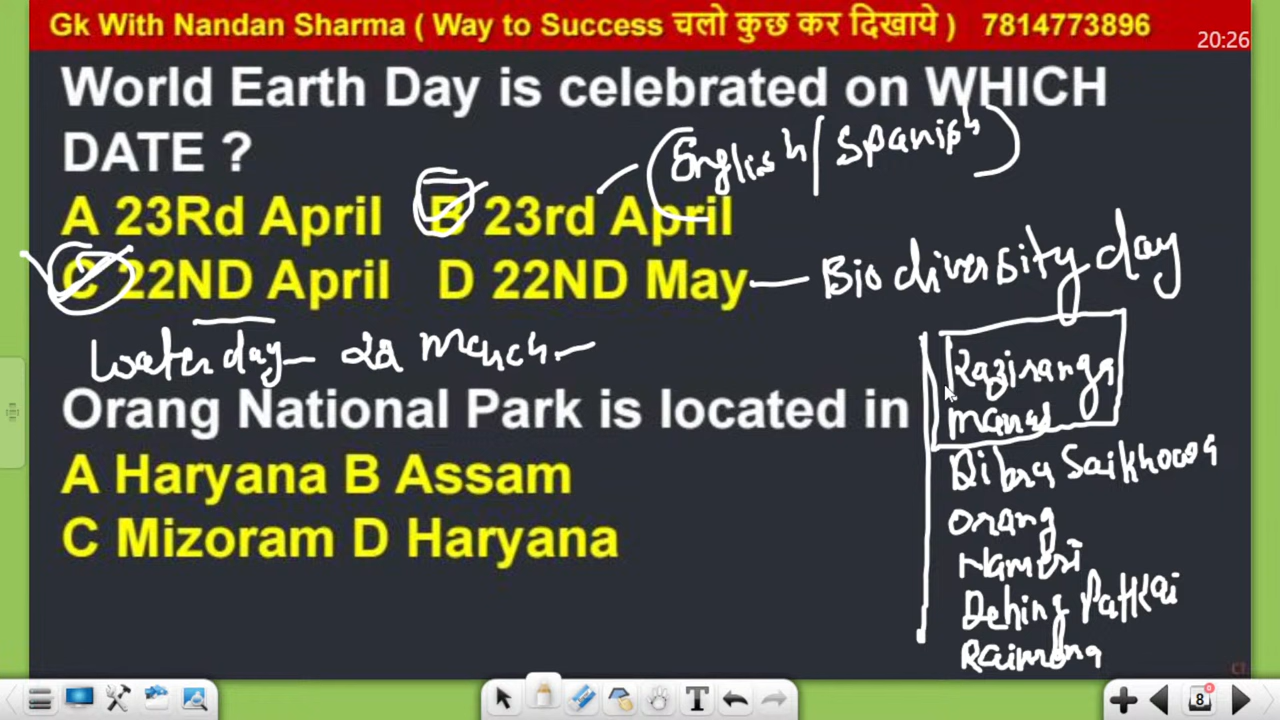 Gk With Nandan Sharma ( Way to Success चलो कुछ कर दिखाये ) 7814773896
20:26
World Earth Day is celebrated on WHICH
DATE ?
(English / Spanish)
A 23Rd April B 23rd April
C 22ND April D 22ND May — Biodiversity day
Water day - 22 March
Orang National Park is located in
A Haryana B Assam
C Mizoram D Haryana
Kaziranga
manas
Dibru Saikhowa
orang
Nameri
Dehing Patkai
Raimona
T
8
0